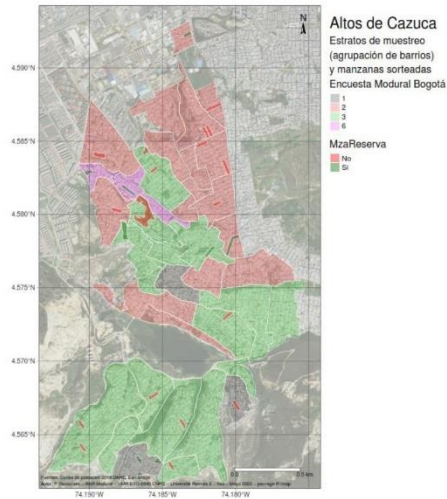 Altos de Cazuca
Estratos de muestreo
(agrupación de barrios)
y manzanas sorteadas
Encuesta Modural Bogotá
1
2
3
6
MzaReserva
No
Si
N
4.590°N
4.585°N
4.580°N
4.575°N
4.570°N
4.565°N
74.190°W
74.185°W
74.180°W